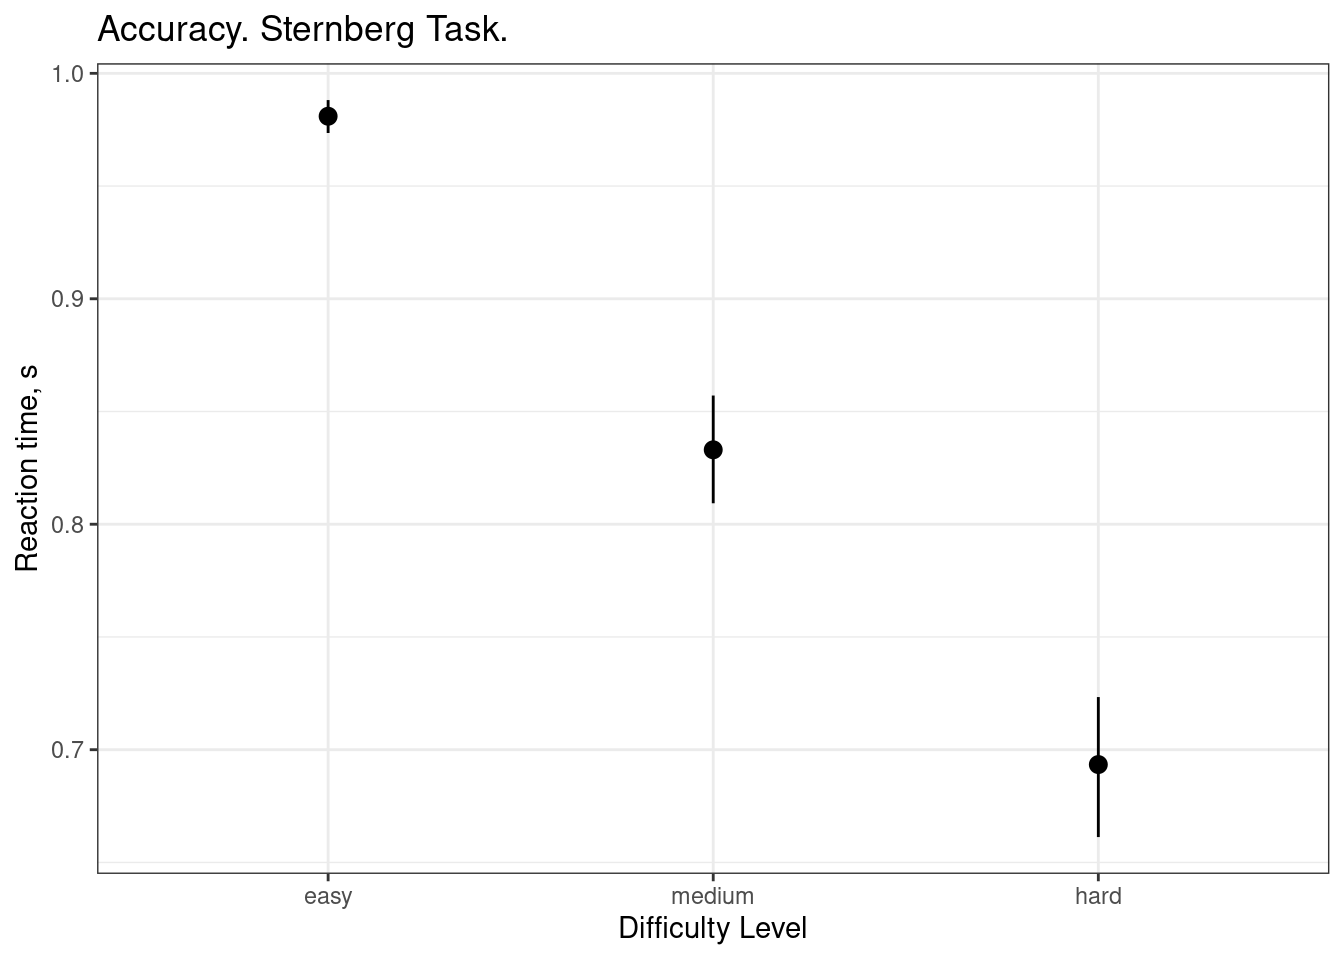 Accuracy. Sternberg Task.
Reaction time, s
1.0
0.9
0.8
0.7
easy medium hard
Difficulty Level